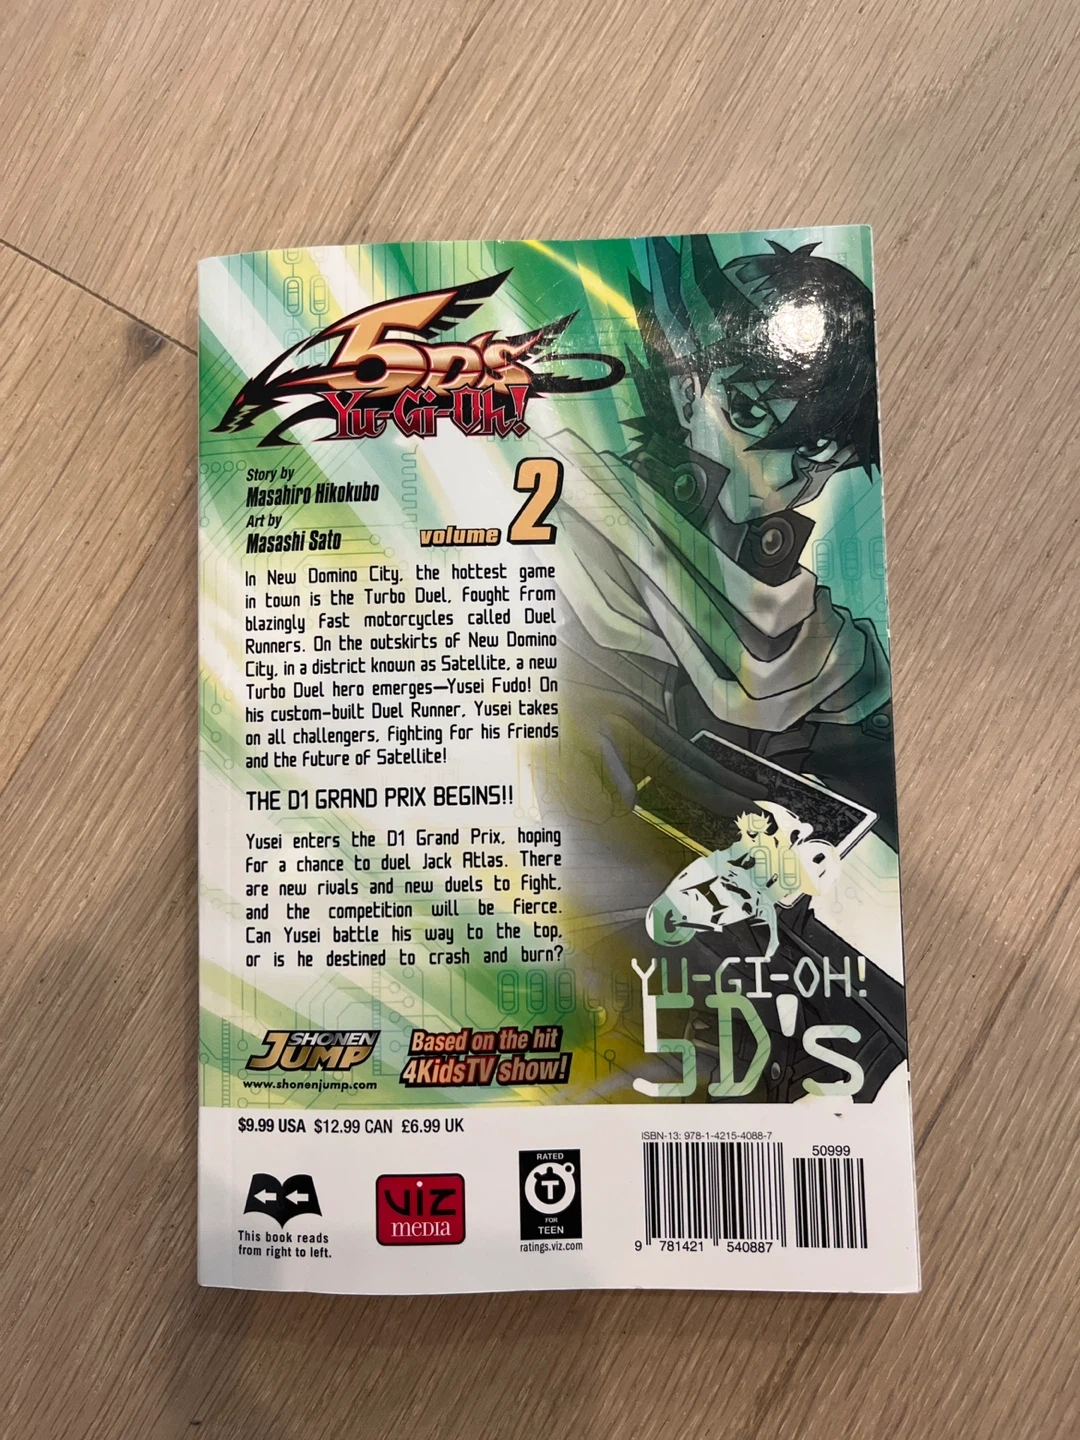 5D's
Yu-Gi-Oh!
Story by
Masahiro Hikokubo
Art by
Masashi Sato
volume 2
In New Domino City, the hottest game
in town is the Turbo Duel, fought from
blazingly fast motorcycles called Duel
Runners. On the outskirts of New Domino
City, in a district known as Satellite, a new
Turbo Duel hero emerges—Yusei Fudo! On
his custom-built Duel Runner, Yusei takes
on all challengers, fighting for his friends
and the future of Satellite!
THE D1 GRAND PRIX BEGINS!!
Yusei enters the D1 Grand Prix, hoping
for a chance to duel Jack Atlas. There
are new rivals and new duels to fight,
and the competition will be fierce.
Can Yusei battle his way to the top,
or is he destined to crash and burn?
YU-GI-OH!
5D's
SHONEN
JUMP
www.shonenjump.com
Based on the hit
4KidsTV show!
$9.99 USA $12.99 CAN £6.99 UK
This book reads
from right to left.
viz
media
RATED
T
FOR
TEEN
ratings.viz.com
ISBN-13: 978-1-4215-4088-7
50999
9 781421 540887